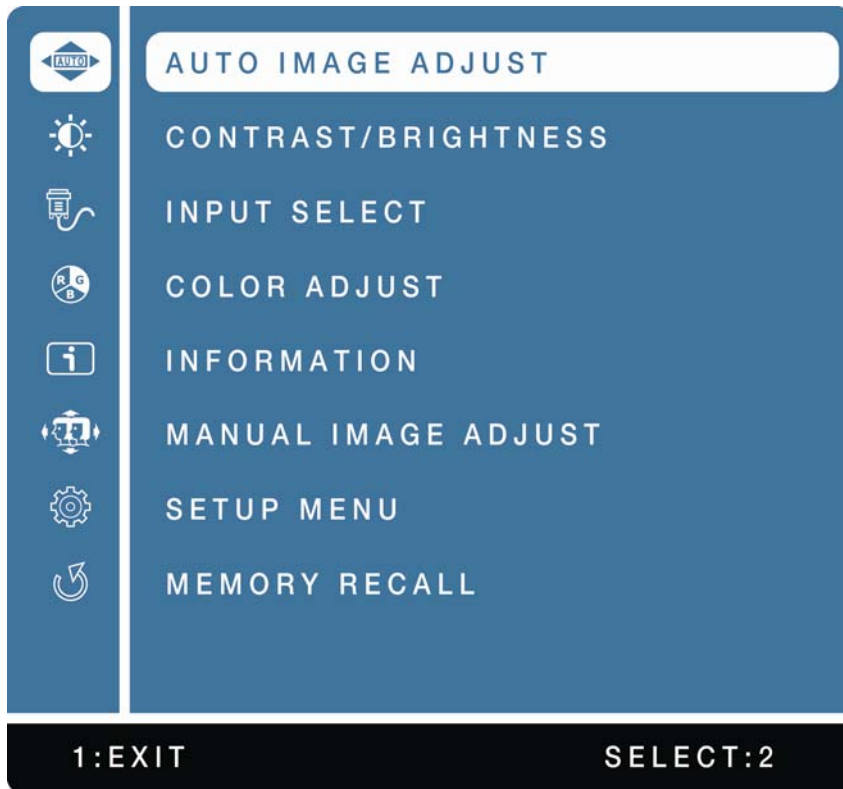 AUTO AUTO IMAGE ADJUST
CONTRAST/BRIGHTNESS
INPUT SELECT
R G B COLOR ADJUST
i INFORMATION
MANUAL IMAGE ADJUST
SETUP MENU
MEMORY RECALL
1:EXIT SELECT:2